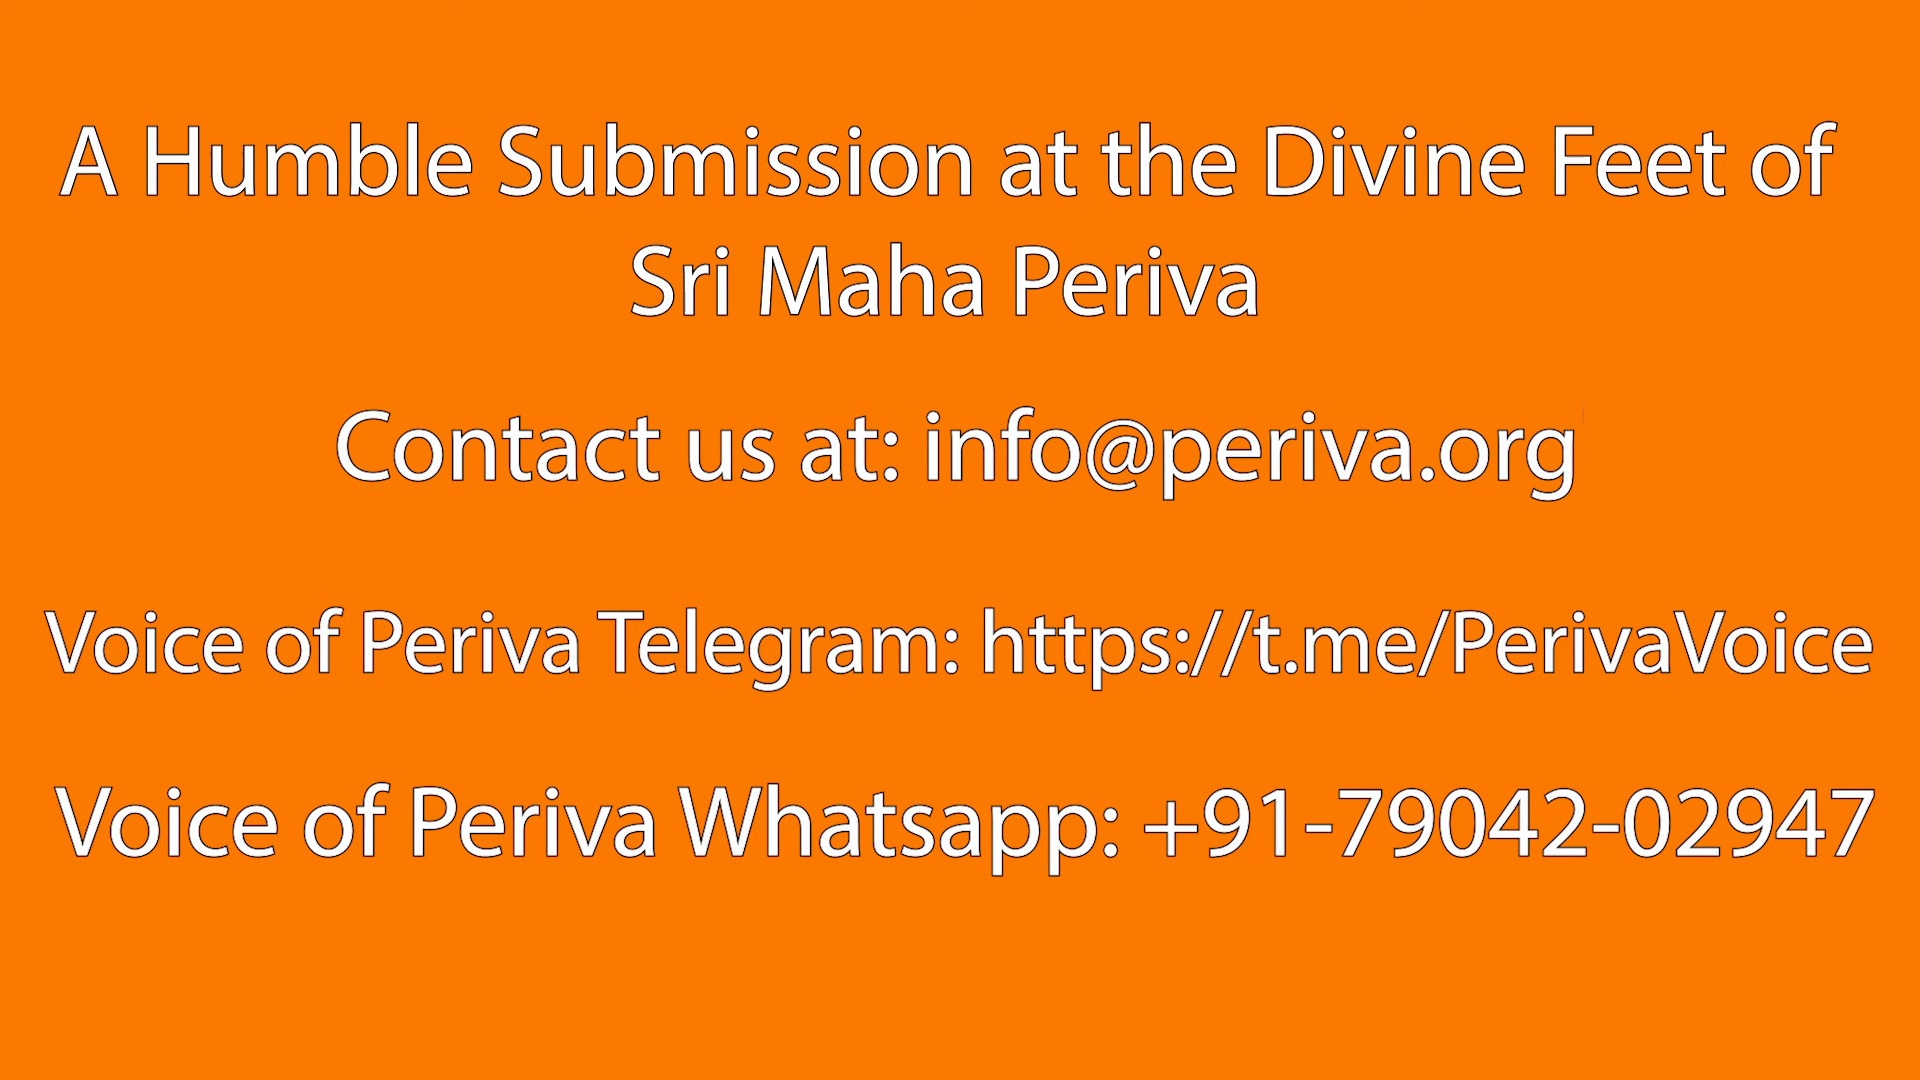 A Humble Submission at the Divine Feet of
Sri Maha Periva
Contact us at: info@periva.org
Voice of Periva Telegram: https://t.me/PerivaVoice
Voice of Periva Whatsapp: +91-79042-02947